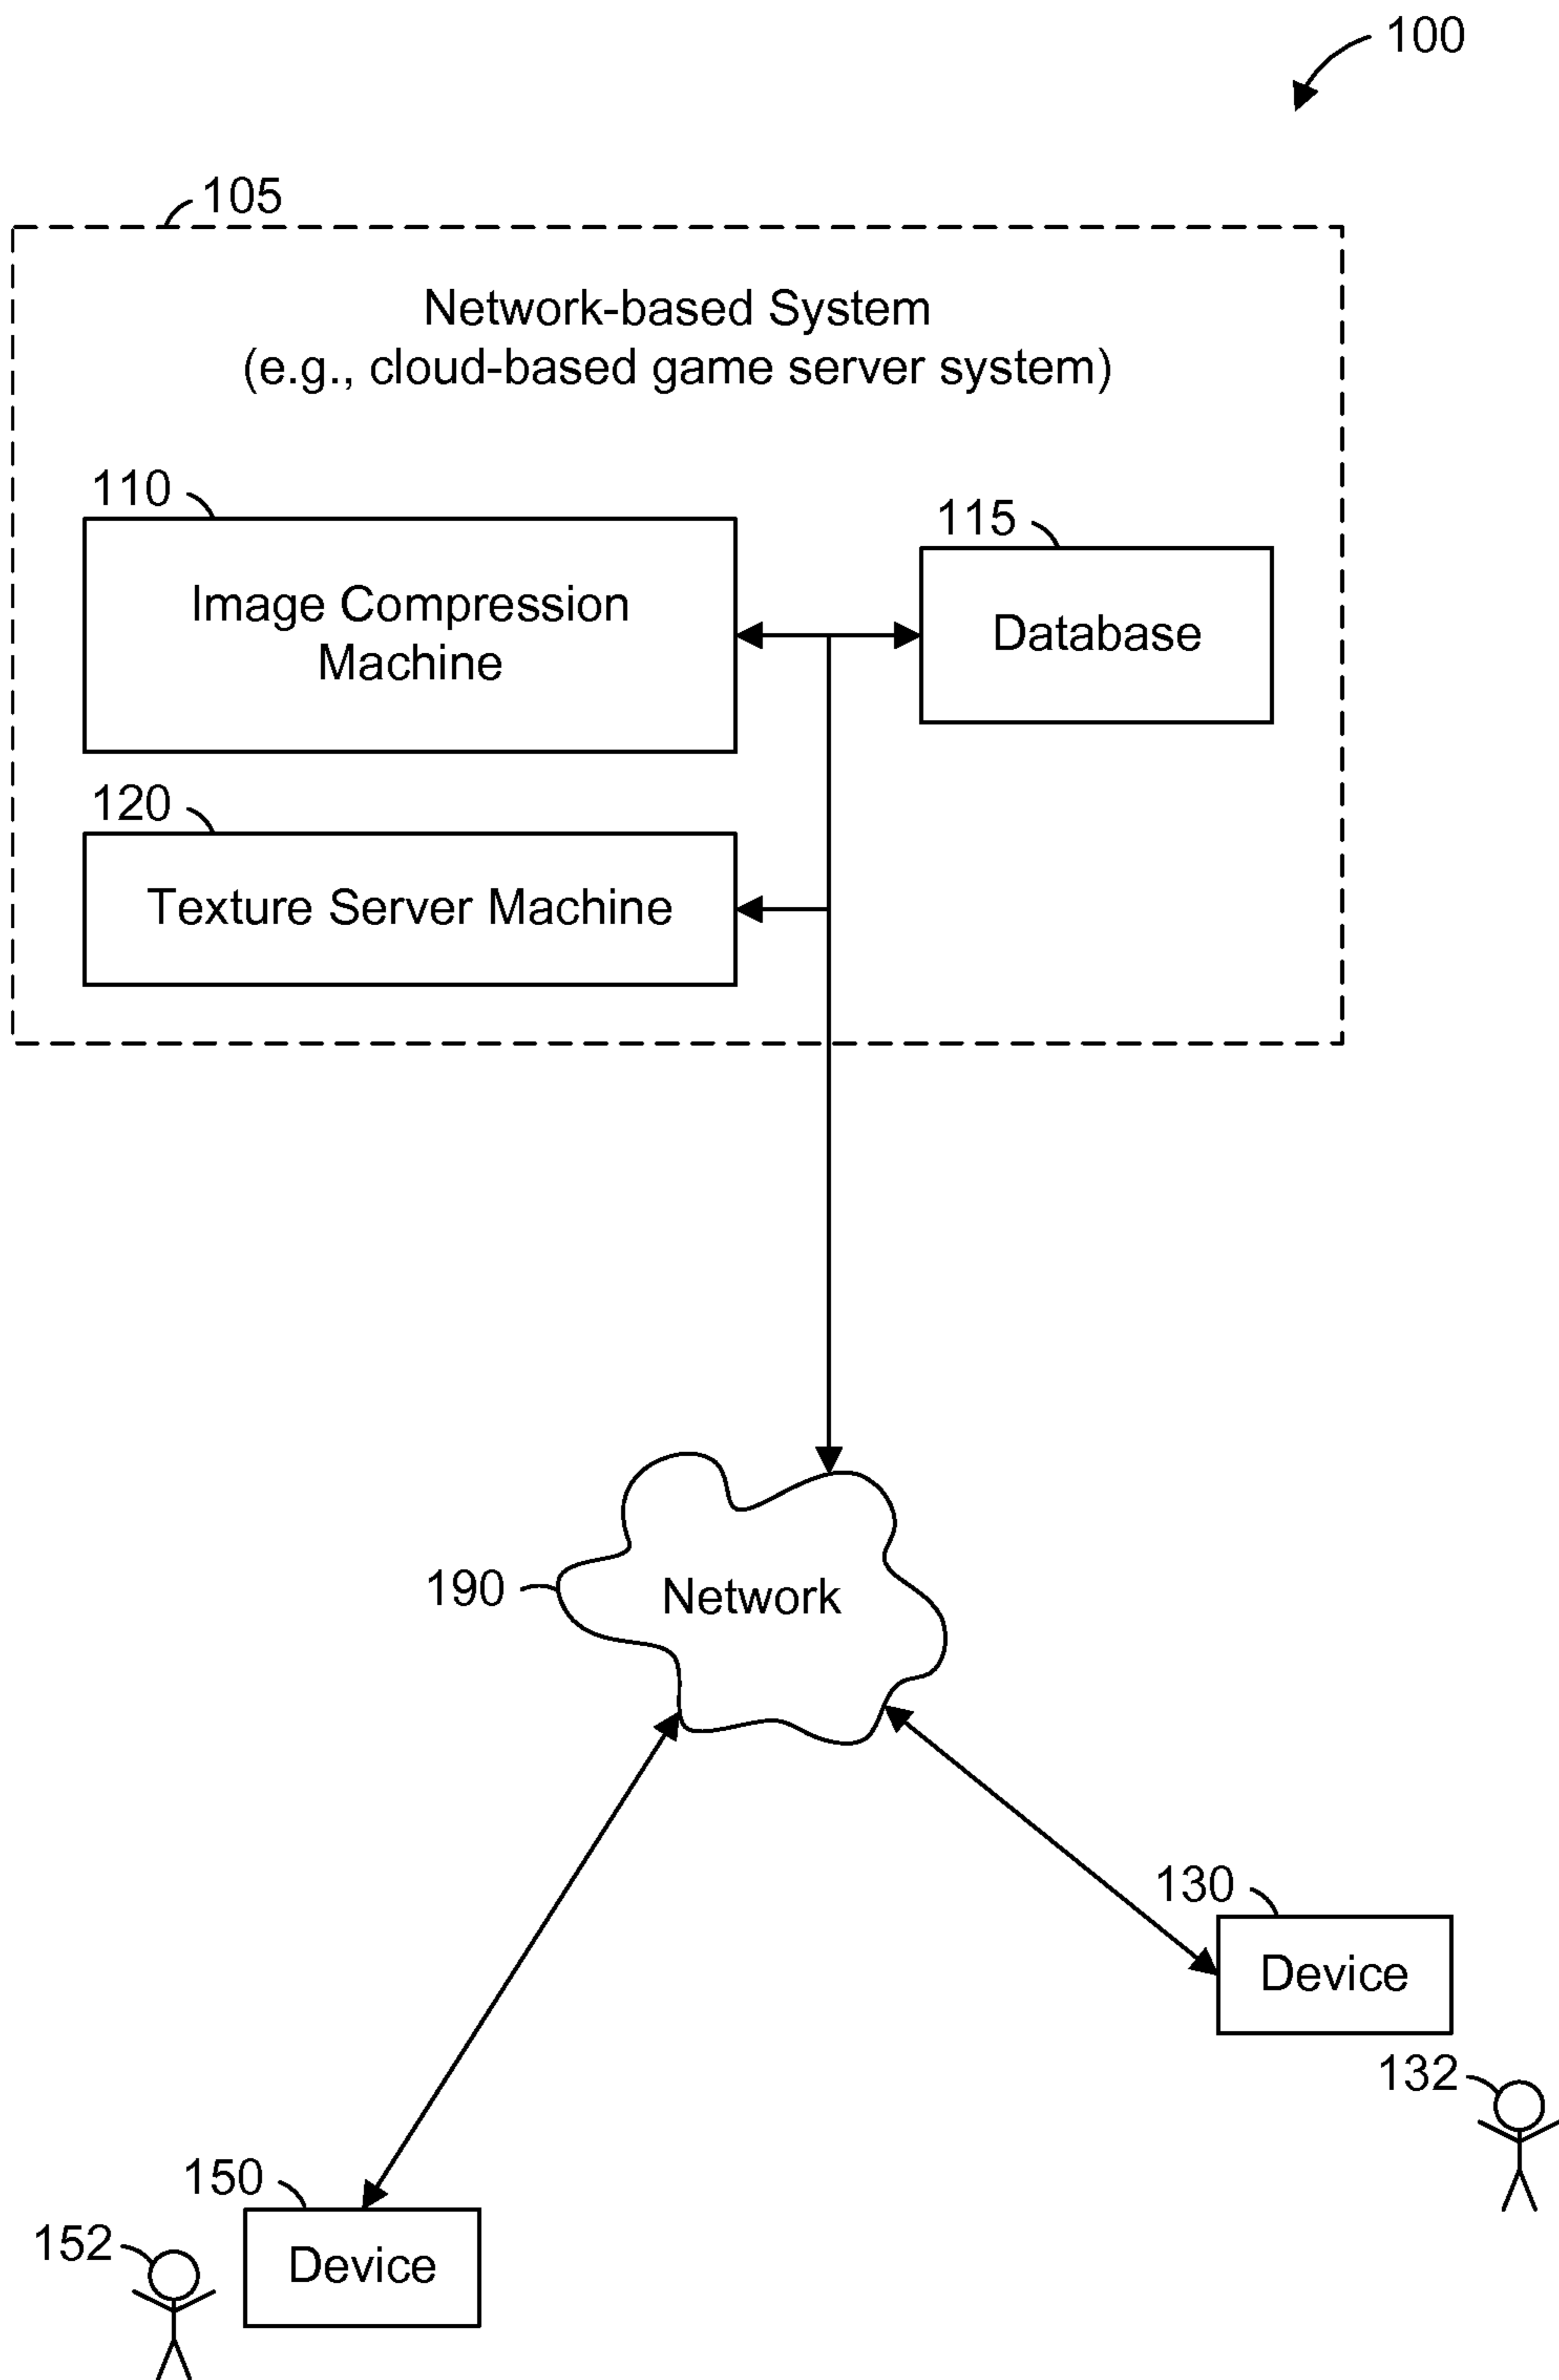 100
105
Network-based System
(e.g., cloud-based game server system)
110
Image Compression
Machine
115
Database
120
Texture Server Machine
190
Network
130
Device
132
150
Device
152